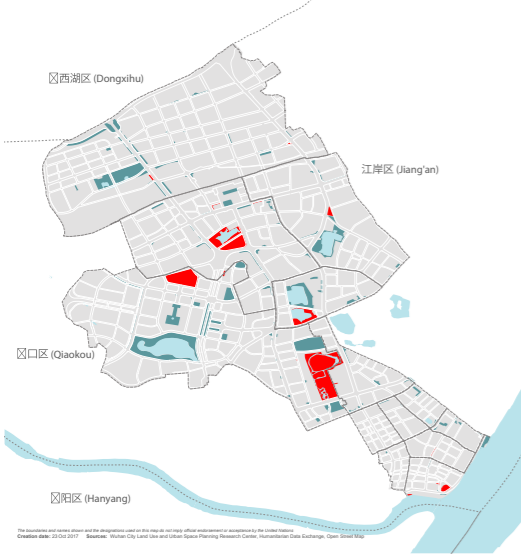 西湖区 (Dongxihu)
江岸区 (Jiang'an)
口区 (Qiaokou)
阳区 (Hanyang)
The boundaries and names shown and the designations used on this map do not imply official endorsement or acceptance by the United Nations
Creation date: 23 Oct 2017 Sources: Wuhan City Land Use and Urban Space Planning Research Center, Humanitarian Data Exchange, Open Street Map